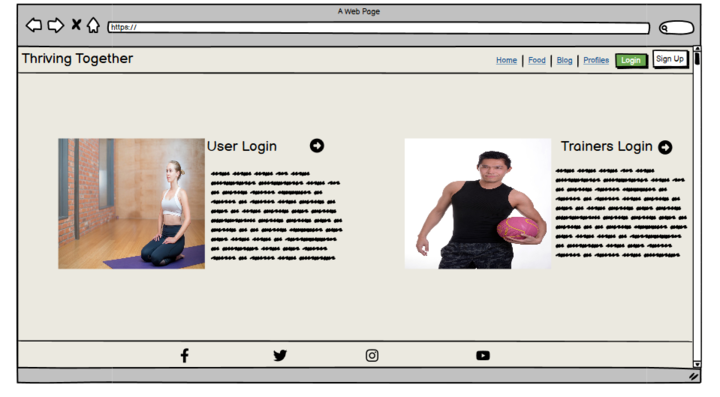 A Web Page
https://
Thriving Together
Home | Food | Blog | Profiles Login Sign Up
User Login
Trainers Login